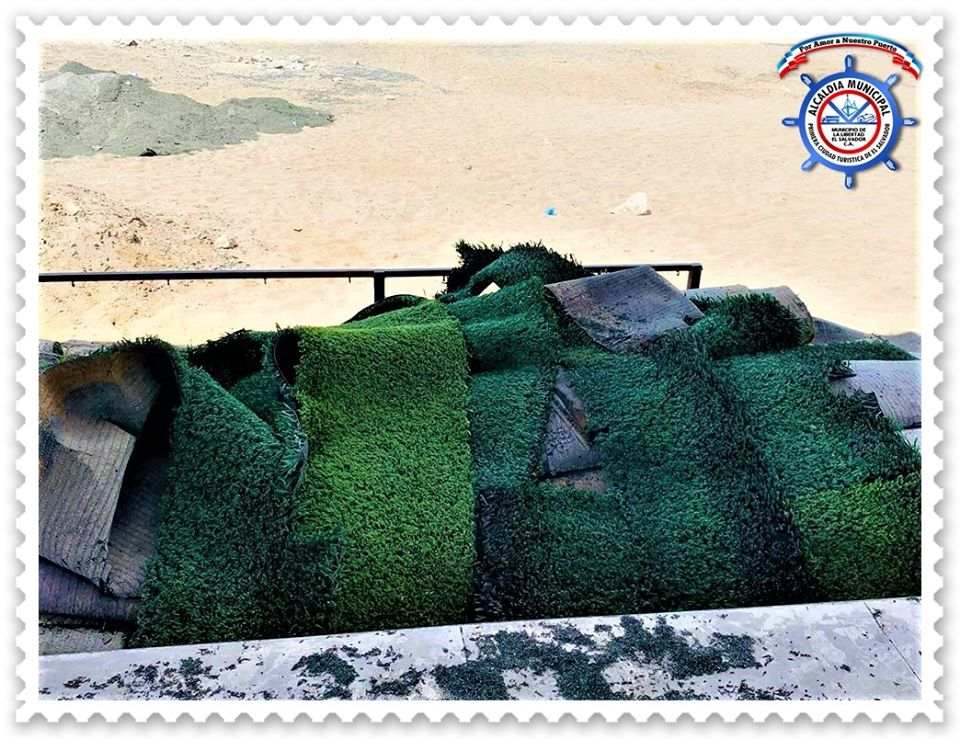 Por Amor a Nuestro Puerto
ALCALDIA MUNICIPAL
MUNICIPIO DE
LA LIBERTAD
EL SALVADOR
C.A.
PRIMERA CIUDAD TURISTICA DE EL SALVADOR